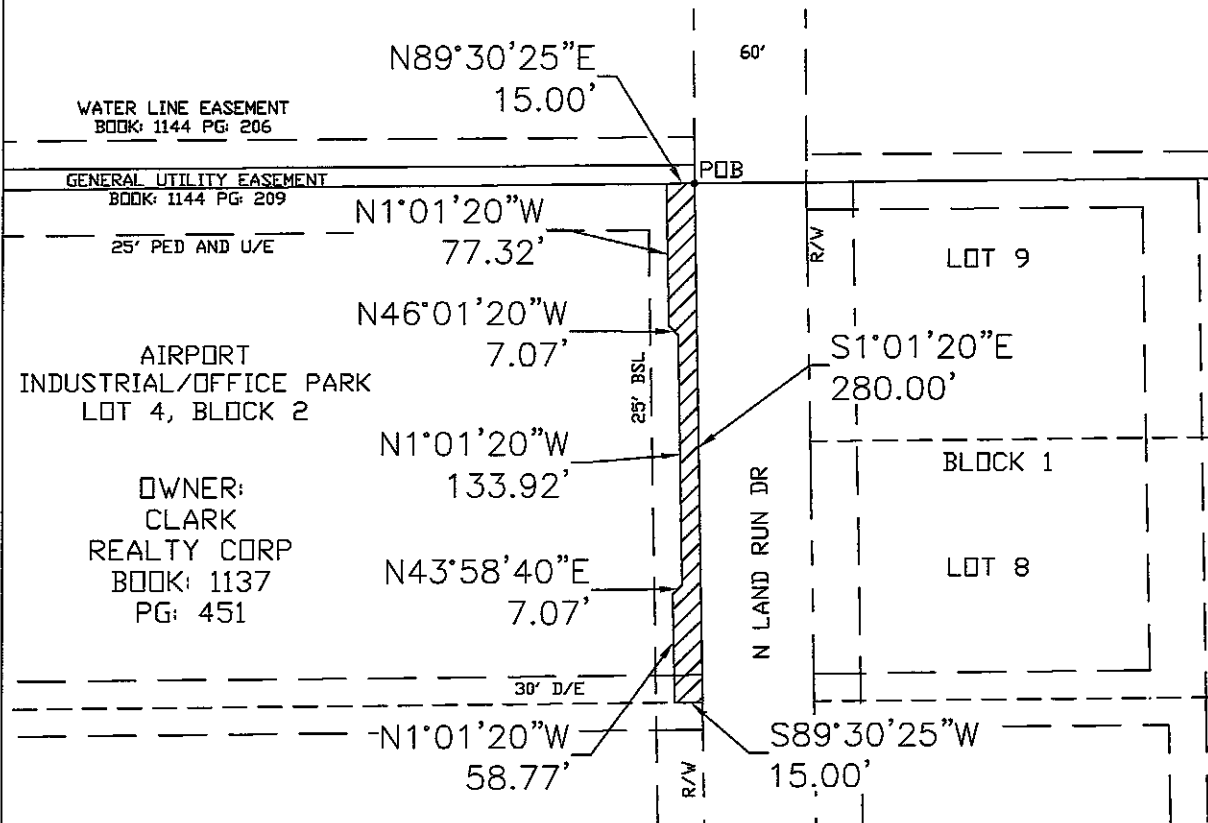 60'
N89°30'25"E
15.00'
WATER LINE EASEMENT
BOOK: 1144 PG: 206
POB
GENERAL UTILITY EASEMENT
BOOK: 1144 PG: 209
N1°01'20"W
77.32'
25' PED AND U/E
R/W
LOT 9
N46°01'20"W
7.07'
S1°01'20"E
280.00'
AIRPORT
INDUSTRIAL/OFFICE PARK
LOT 4, BLOCK 2
25' BSL
N1°01'20"W
133.92'
BLOCK 1
OWNER:
CLARK
REALTY CORP
BOOK: 1137
PG: 451
N LAND RUN DR
N43°58'40"E
7.07'
LOT 8
30' D/E
N1°01'20"W
58.77'
R/W
S89°30'25"W
15.00'